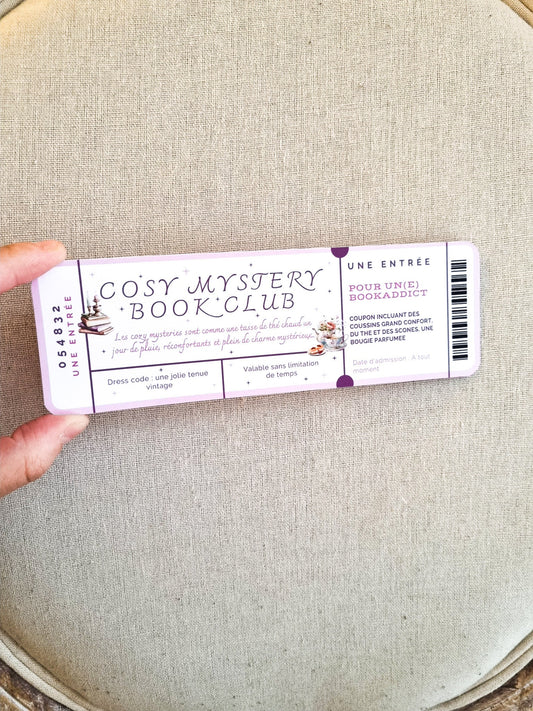 054832
UNE ENTRÉE
COSY MYSTERY
BOOK CLUB
Les cosy mysteries sont comme une tasse de thé chaud un
jour de pluie, réconfortants et plein de charme mystérieux.
Dress code : une jolie tenue
vintage
Valable sans limitation
de temps
UNE ENTRÉE
POUR UN(E)
BOOKADDICT
COUPON INCLUANT DES
COUSSINS GRAND CONFORT,
DU THE ET DES SCONES, UNE
BOUGIE PARFUMEE
Date d'admission : A tout
moment